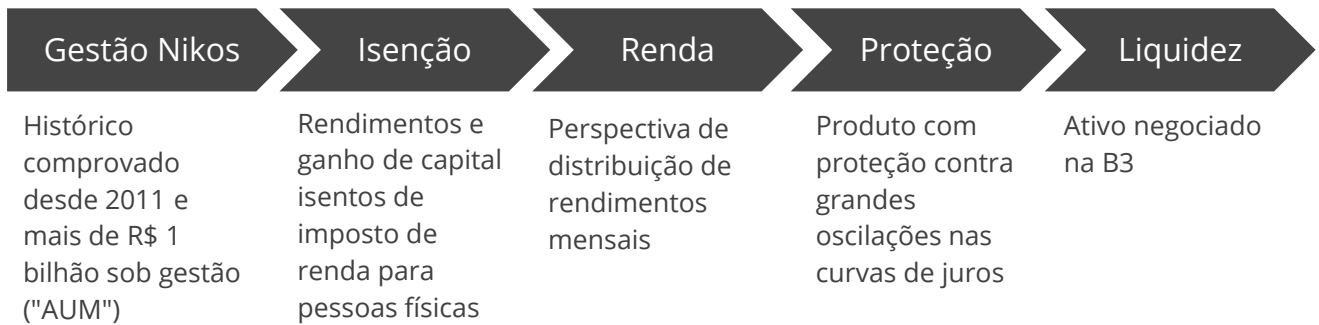 Gestão Nikos
Histórico
comprovado
desde 2011 e
mais de R$ 1
bilhão sob gestão
("AUM")
Isenção
Rendimentos e
ganho de capital
isentos de
imposto de
renda para
pessoas físicas
Renda
Perspectiva de
distribuição de
rendimentos
mensais
Proteção
Produto com
proteção contra
grandes
oscilações nas
curvas de juros
Liquidez
Ativo negociado
na B3